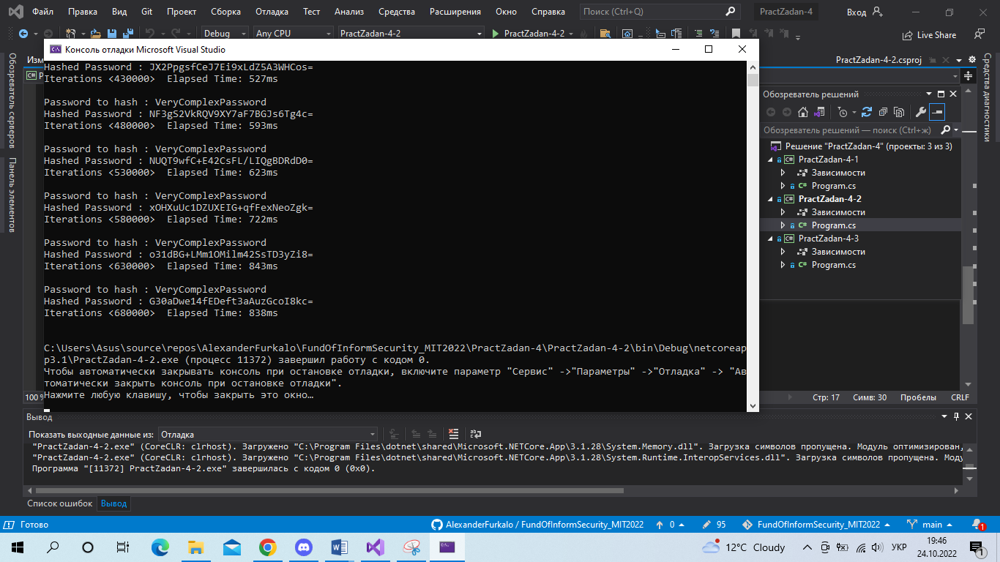 Файл Правка Вид Git Проект Сборка Отладка Тест Анализ Средства Расширения Окно Справка Поиск (Ctrl+Q) PractZadan-4 Вход
Debug Any CPU PractZadan-4-2 PractZadan-4-2 Live Share
Консоль отладки Microsoft Visual Studio
PractZadan-4-2.csproj
Обозреватель серверов
Панель элементов
Средства диагностики
Hashed Password : JX2PpgsfCeJ7Ei9xLdZ5A3WHCos=
Iterations <430000>  Elapsed Time: 527ms
Password to hash : VeryComplexPassword
Hashed Password : NF3gS2VkRQV9XY7aF7BGJs6Tg4c=
Iterations <480000>  Elapsed Time: 593ms
Password to hash : VeryComplexPassword
Hashed Password : NUQT9wfC+E42CsFL/LIQgBDRdD0=
Iterations <530000>  Elapsed Time: 623ms
Password to hash : VeryComplexPassword
Hashed Password : xOHXuUc1DZUXEIG+qfFexNeoZgk=
Iterations <580000>  Elapsed Time: 722ms
Password to hash : VeryComplexPassword
Hashed Password : o31dBG+LMm1OMilm42SsTD3yZi8=
Iterations <630000>  Elapsed Time: 843ms
Password to hash : VeryComplexPassword
Hashed Password : G30aDwe14fEDeft3aAuzGcoI8kc=
Iterations <680000>  Elapsed Time: 838ms
C:\Users\Asus\source\repos\AlexanderFurkalo\FundOfInformSecurity_MIT2022\PractZadan-4\PractZadan-4-2\bin\Debug\netcoreap
p3.1\PractZadan-4-2.exe (процесс 11372) завершил работу с кодом 0.
Чтобы автоматически закрывать консоль при остановке отладки, включите параметр "Сервис" ->"Параметры" ->"Отладка" -> "Ав
томатически закрыть консоль при остановке отладки".
Нажмите любую клавишу, чтобы закрыть это окно…
Обозреватель решений
Обозреватель решений — поиск (Ctrl+ж)
Решение "PractZadan-4" (проекты: 3 из 3)
PractZadan-4-1
Зависимости
C# Program.cs
PractZadan-4-2
Зависимости
C# Program.cs
PractZadan-4-3
Зависимости
C# Program.cs
100 % Стр: 17 Симв: 30 Пробелы CRLF
Вывод
Показать выходные данные из: Отладка
"PractZadan-4-2.exe" (CoreCLR: clrhost). Загружено "C:\Program Files\dotnet\shared\Microsoft.NETCore.App\3.1.28\System.Memory.dll". Загрузка символов пропущена. Модуль оптимизирован,
"PractZadan-4-2.exe" (CoreCLR: clrhost). Загружено "C:\Program Files\dotnet\shared\Microsoft.NETCore.App\3.1.28\System.Runtime.InteropServices.dll". Загрузка символов пропущена. Моду
Программа "[11372] PractZadan-4-2.exe" завершилась с кодом 0 (0x0).
Список ошибок Вывод
Готово AlexanderFurkalo / FundOfInformSecurity_MIT2022 0 95 FundOfInformSecurity_MIT2022 main 1
12°C Cloudy УКР 19:46
24.10.2022 1